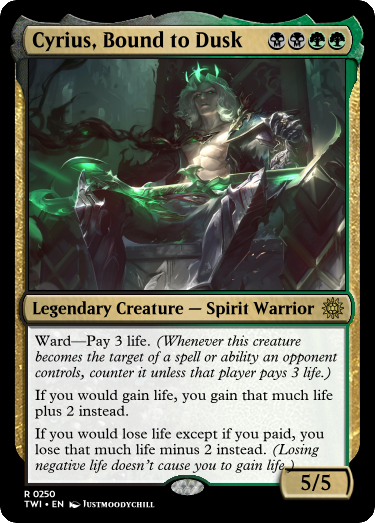 Cyrius, Bound to Dusk
Legendary Creature — Spirit Warrior
Ward—Pay 3 life. (Whenever this creature
becomes the target of a spell or ability an opponent
controls, counter it unless that player pays 3 life.)
If you would gain life, you gain that much life
plus 2 instead.
If you would lose life except if you paid, you
lose that much life minus 2 instead. (Losing
negative life doesn't cause you to gain life.)
5/5
R 0250
TWI • EN JUSTMOODYCHILL